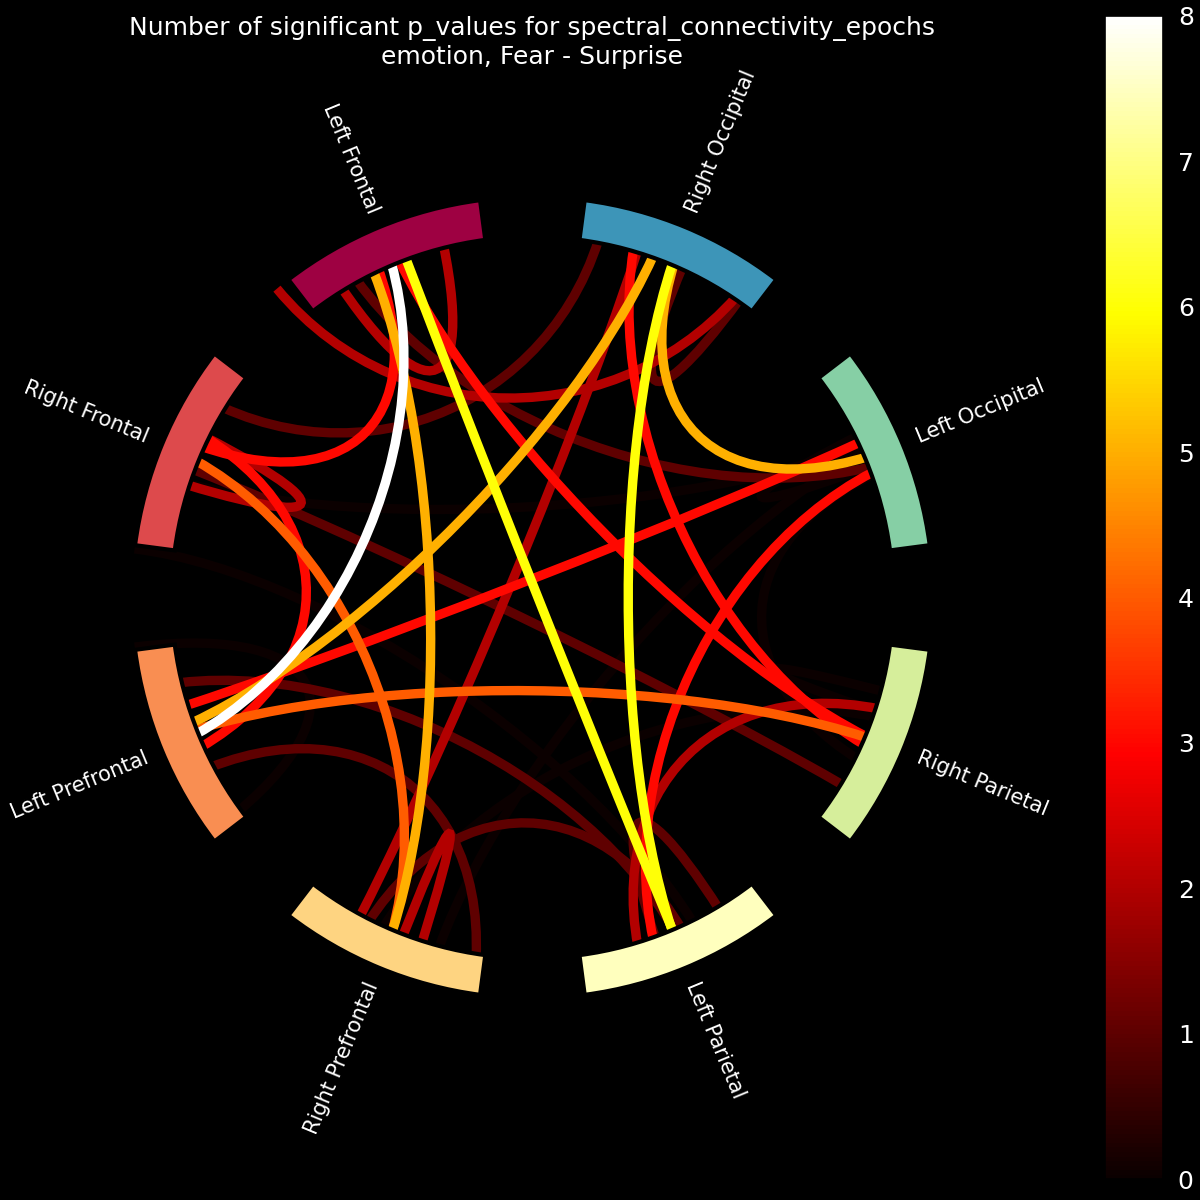 Number of significant p_values for spectral_connectivity_epochs
emotion, Fear - Surprise
Left Frontal
Right Occipital
Right Frontal
Left Occipital
Left Prefrontal
Right Parietal
Right Prefrontal
Left Parietal
8
7
6
5
4
3
2
1
0